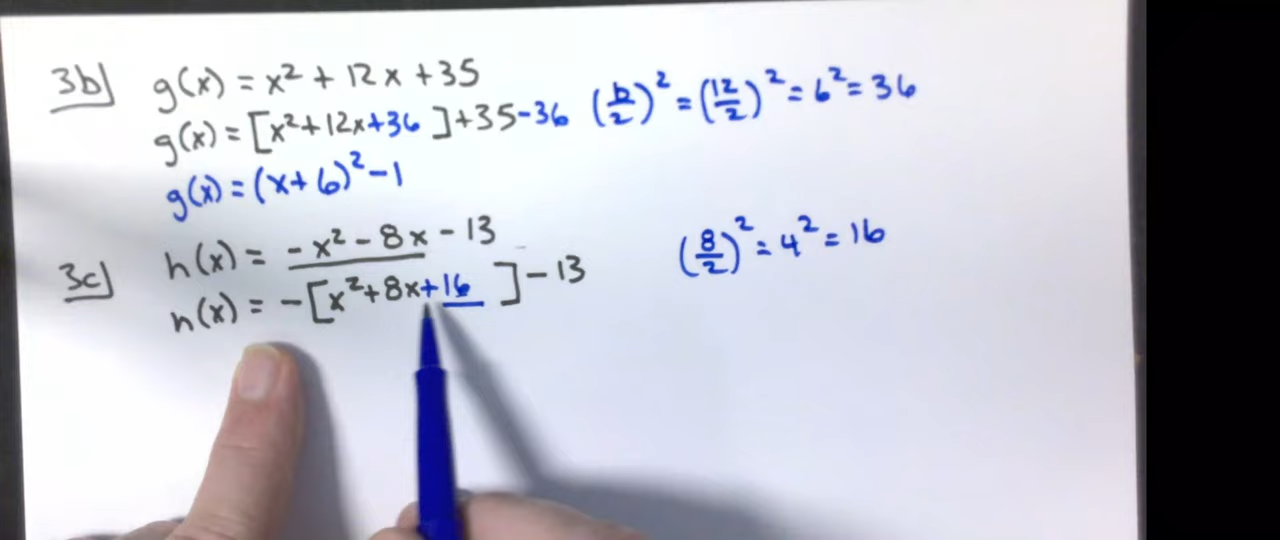 3b) g(x) = x² + 12x + 35
g(x) = [x² + 12x + 36 ] + 35 - 36 (b/2)² = (12/2)² = 6² = 36
g(x) = (x + 6)² - 1
3c) h(x) = -x² - 8x - 13 (8/2)² = 4² = 16
h(x) = -[x² + 8x + 16 ] - 13